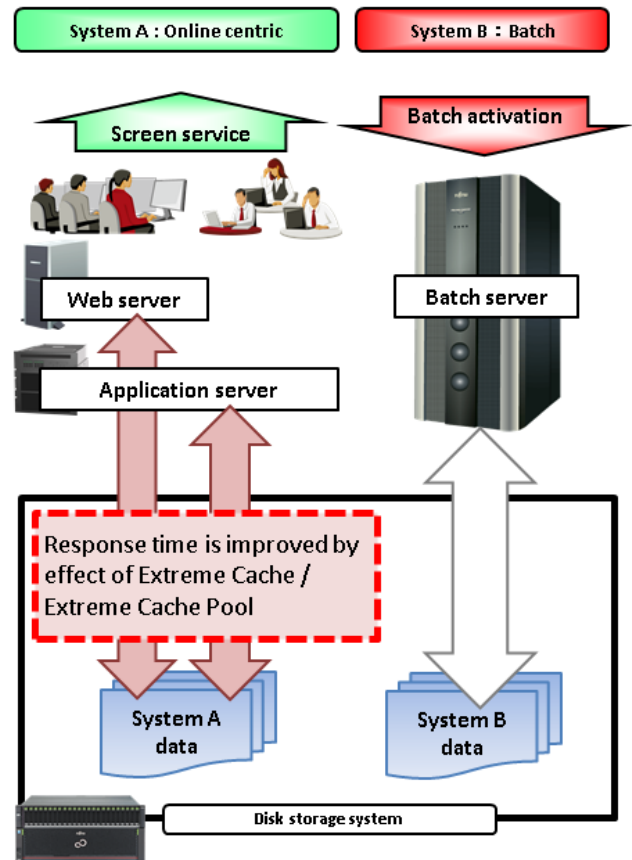 System A : Online centric
System B : Batch
Screen service
Batch activation
Web server
Batch server
Application server
Response time is improved by
effect of Extreme Cache /
Extreme Cache Pool
System A
data
System B
data
Disk storage system